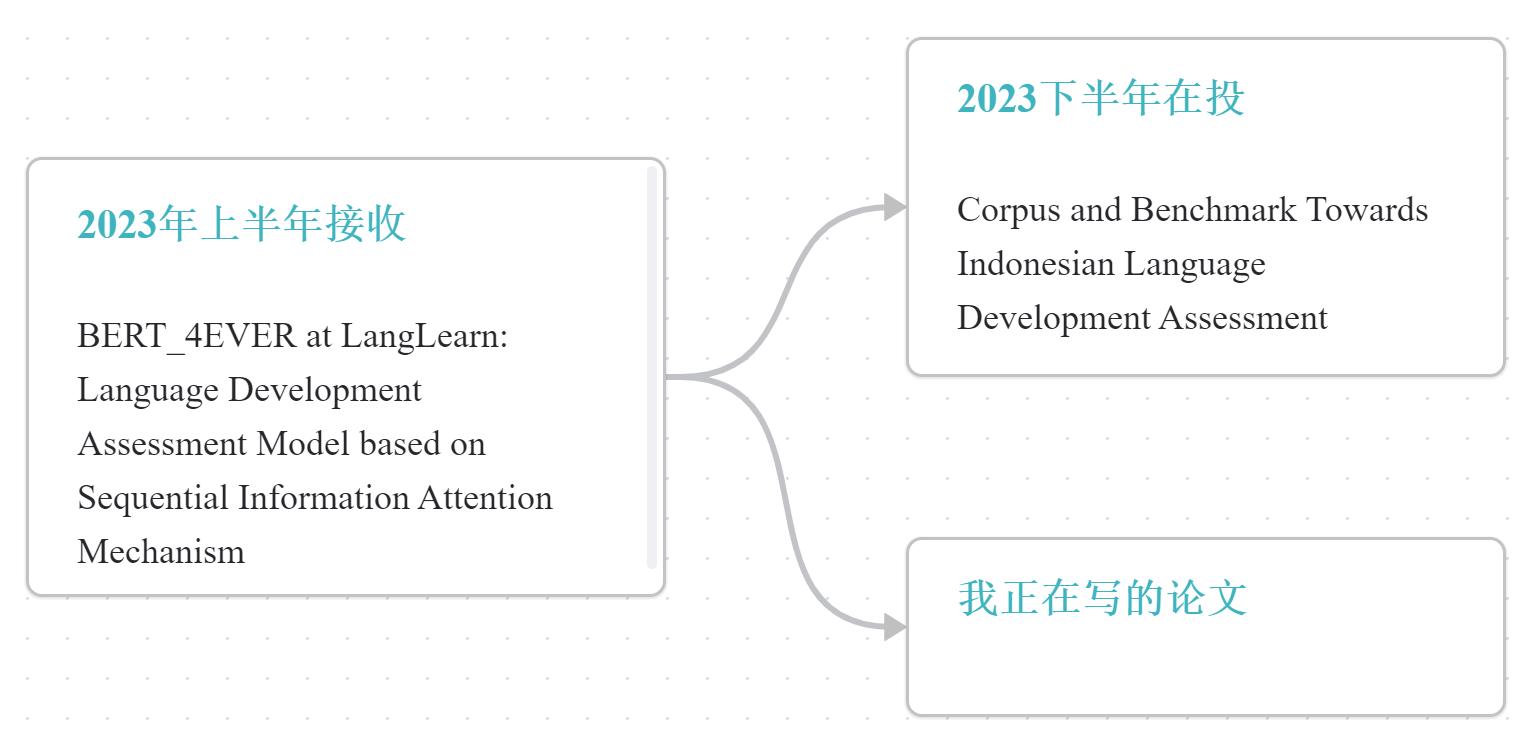 2023年上半年接收
BERT_4EVER at LangLearn:
Language Development
Assessment Model based on
Sequential Information Attention
Mechanism
2023下半年在投
Corpus and Benchmark Towards
Indonesian Language
Development Assessment
我正在写的论文